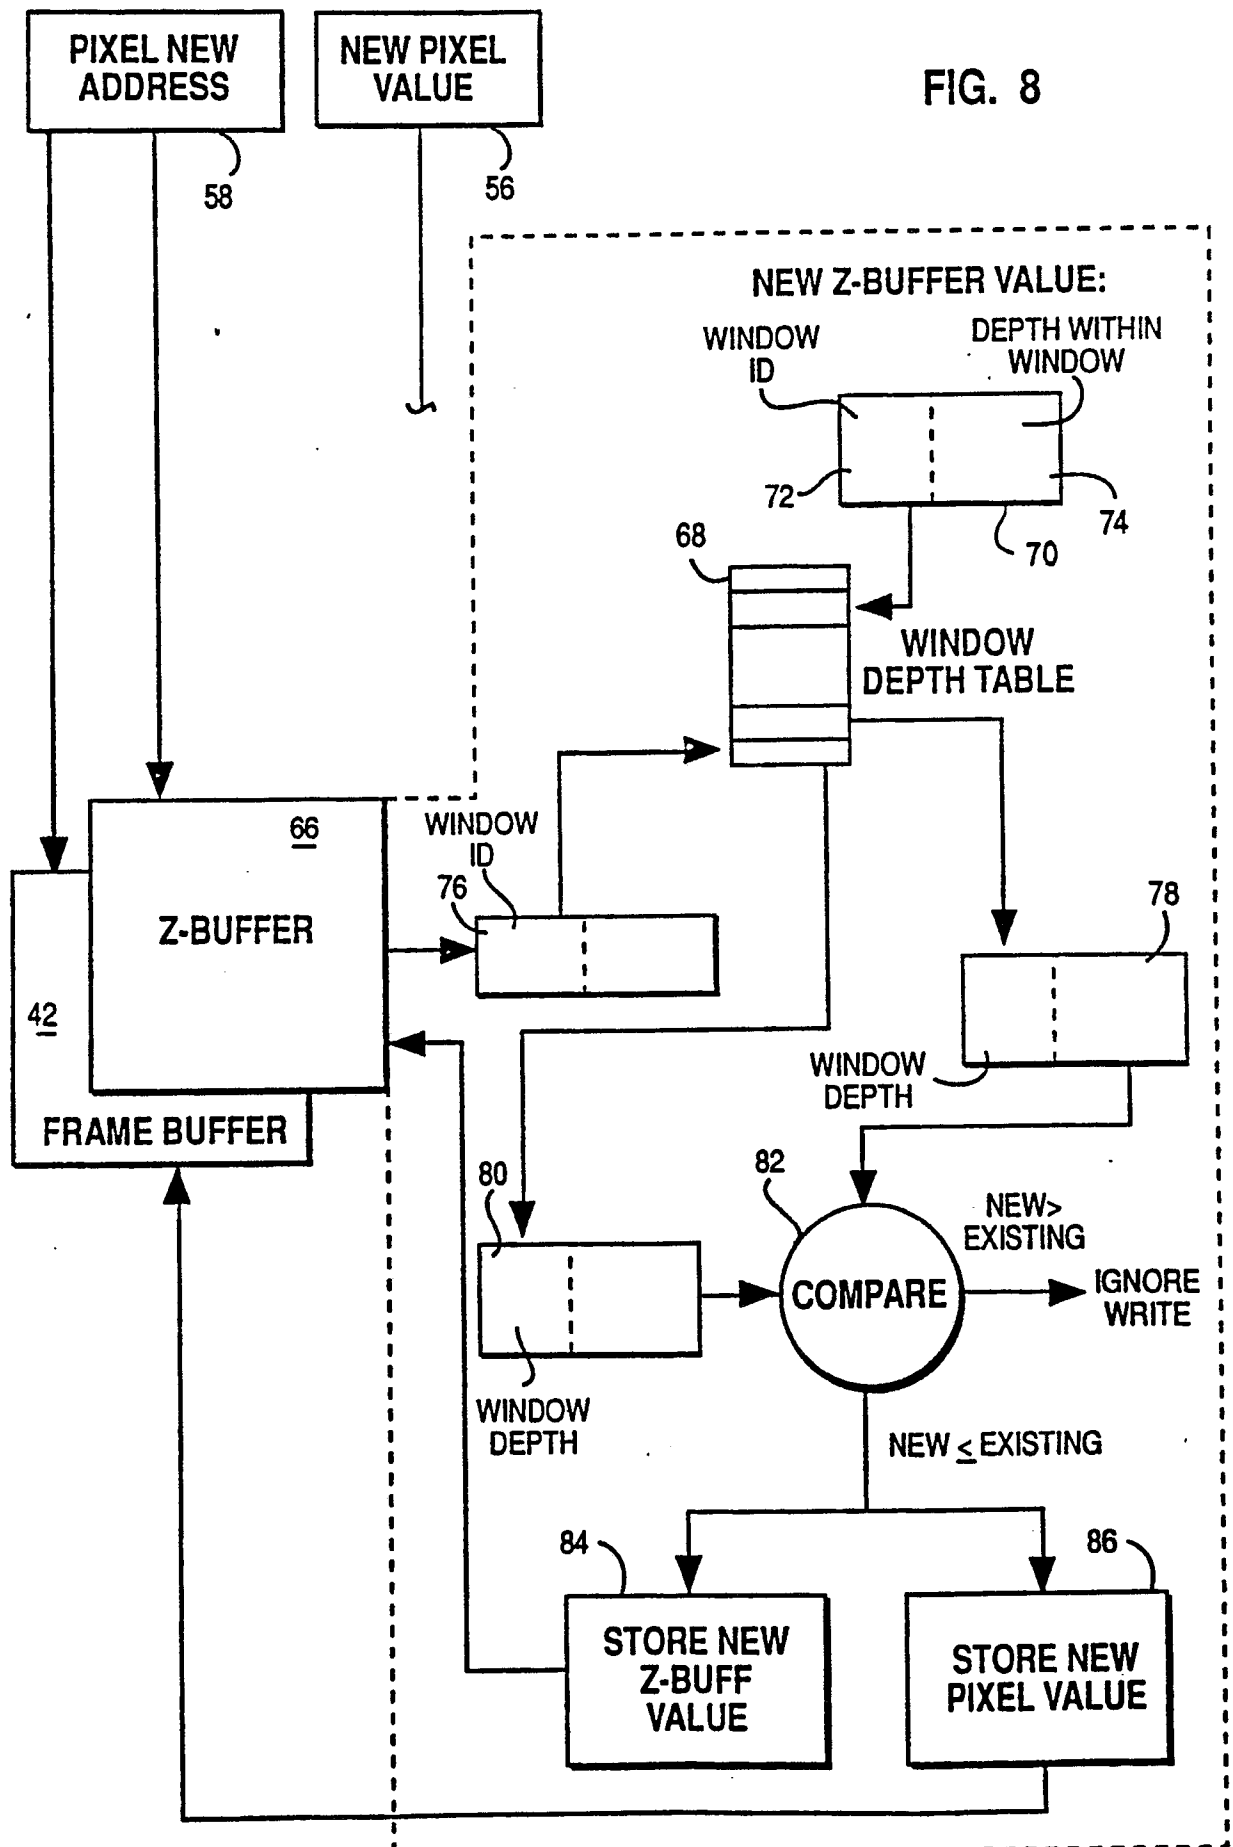 PIXEL NEW
ADDRESS
58
NEW PIXEL
VALUE
56
FIG. 8
NEW Z-BUFFER VALUE:
WINDOW
ID
DEPTH WITHIN
WINDOW
72
74
70
68
WINDOW
DEPTH TABLE
66
Z-BUFFER
42
FRAME BUFFER
WINDOW
ID
76
78
WINDOW
DEPTH
80
WINDOW
DEPTH
82
COMPARE
NEW>
EXISTING
IGNORE
WRITE
NEW ≤ EXISTING
84
STORE NEW
Z-BUFF
VALUE
86
STORE NEW
PIXEL VALUE